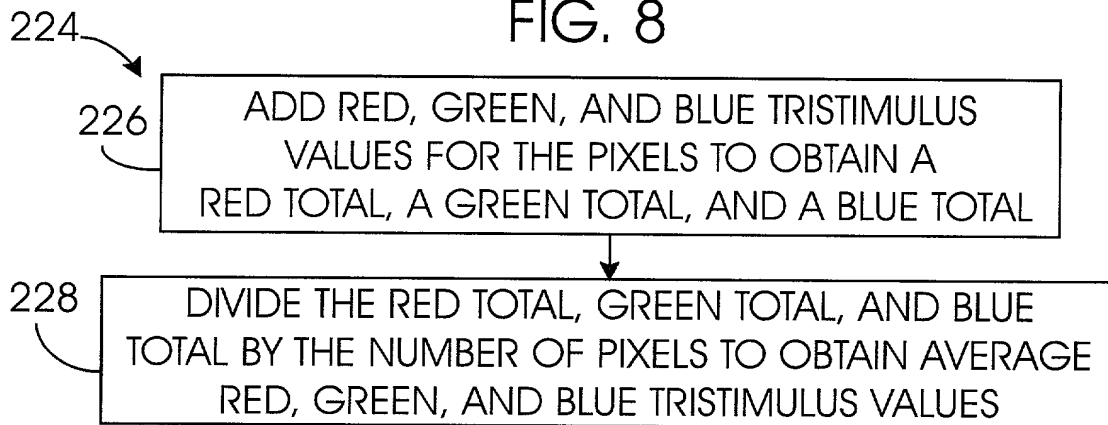 FIG. 8
224
226
ADD RED, GREEN, AND BLUE TRISTIMULUS
VALUES FOR THE PIXELS TO OBTAIN A
RED TOTAL, A GREEN TOTAL, AND A BLUE TOTAL
228
DIVIDE THE RED TOTAL, GREEN TOTAL, AND BLUE
TOTAL BY THE NUMBER OF PIXELS TO OBTAIN AVERAGE
RED, GREEN, AND BLUE TRISTIMULUS VALUES